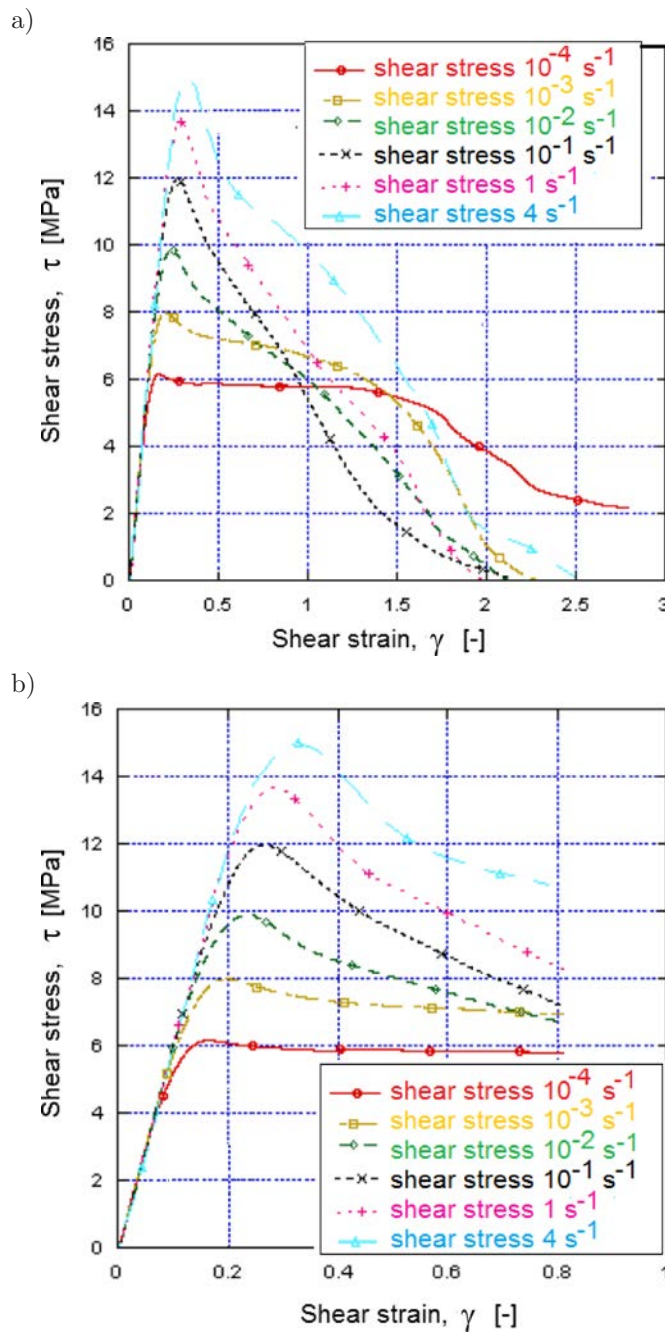 a)
16
14
12
10
8
6
4
2
0
Shear stress, τ [MPa]
shear stress 10⁻⁴ s⁻¹
shear stress 10⁻³ s⁻¹
shear stress 10⁻² s⁻¹
shear stress 10⁻¹ s⁻¹
shear stress 1 s⁻¹
shear stress 4 s⁻¹
0 0.5 1 1.5 2 2.5 3
Shear strain, γ [-]
b)
16
14
12
10
8
6
4
2
0
Shear stress, τ [MPa]
shear stress 10⁻⁴ s⁻¹
shear stress 10⁻³ s⁻¹
shear stress 10⁻² s⁻¹
shear stress 10⁻¹ s⁻¹
shear stress 1 s⁻¹
shear stress 4 s⁻¹
0 0.2 0.4 0.6 0.8 1
Shear strain, γ [-]